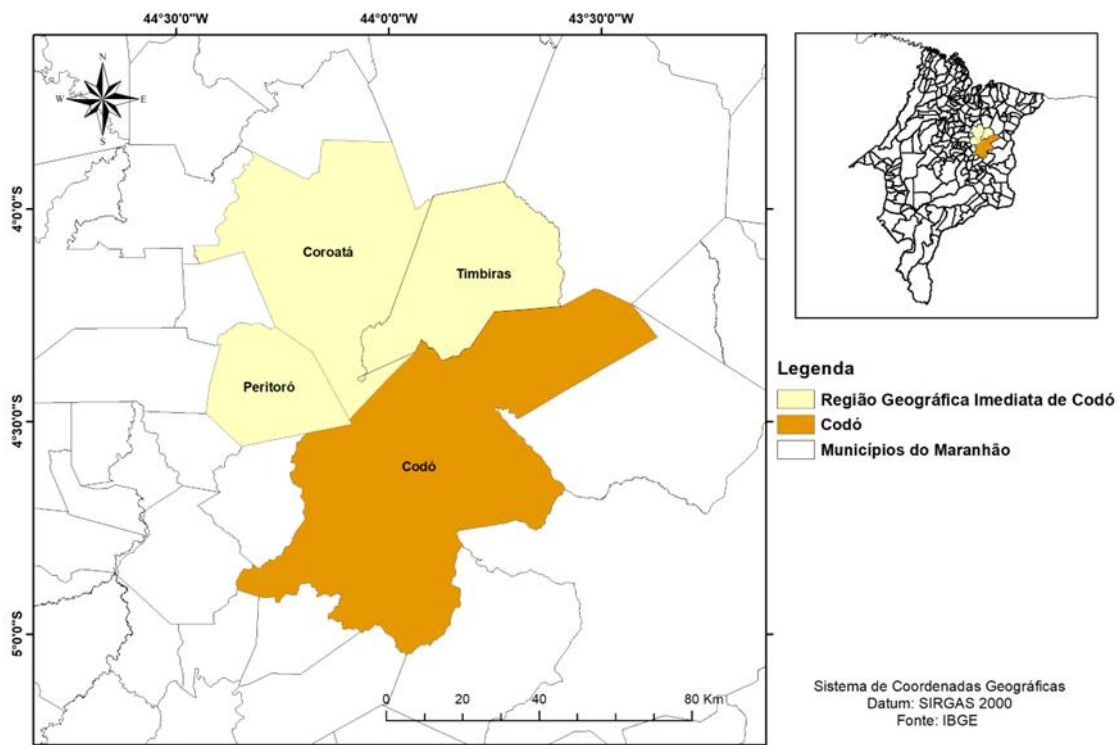 44°30'0"W 44°0'0"W 43°30'0"W
N
W E
S
4°0'0"S
4°30'0"S
5°0'0"S
Coroatá
Timbiras
Peritoró
Codó
0 20 40 80 Km
Legenda
Região Geográfica Imediata de Codó
Codó
Municípios do Maranhão
Sistema de Coordenadas Geográficas
Datum: SIRGAS 2000
Fonte: IBGE